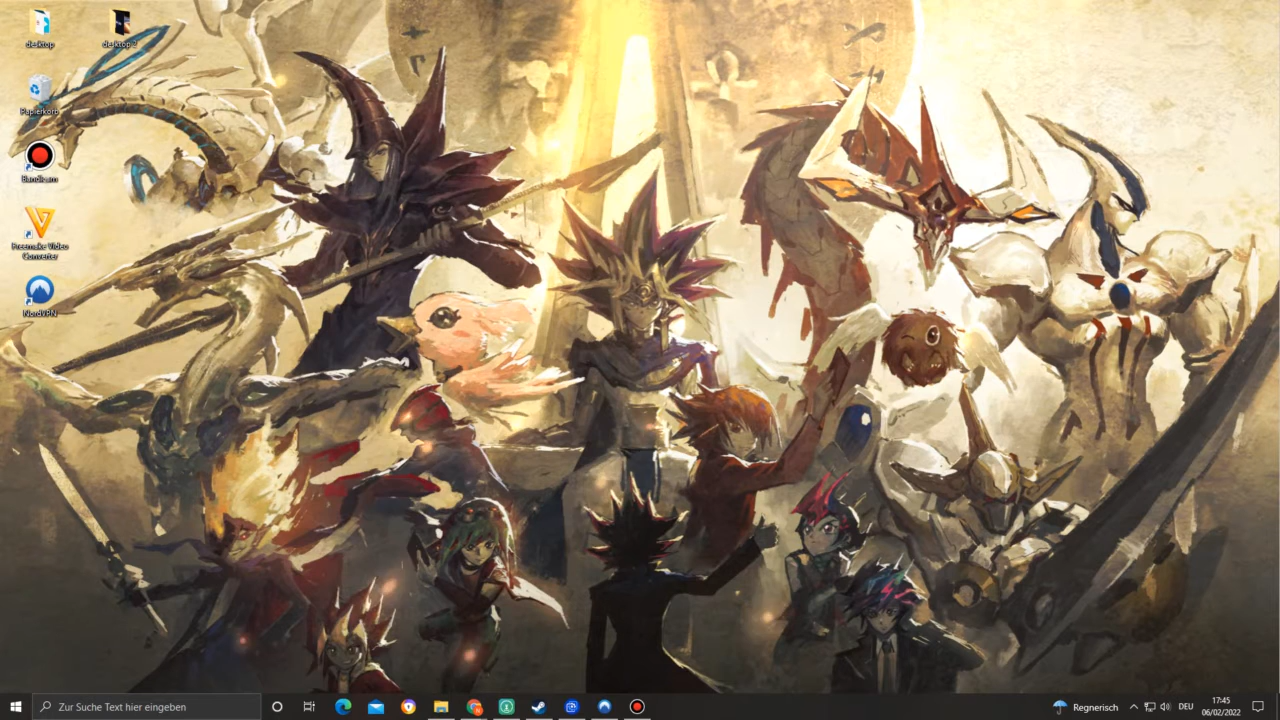 desktop
desktop 2
Papierkorb
Bandicam
Freemake Video
Converter
NordVPN
Zur Suche Text hier eingeben
Regnerisch
DEU
17:45
06/02/2022